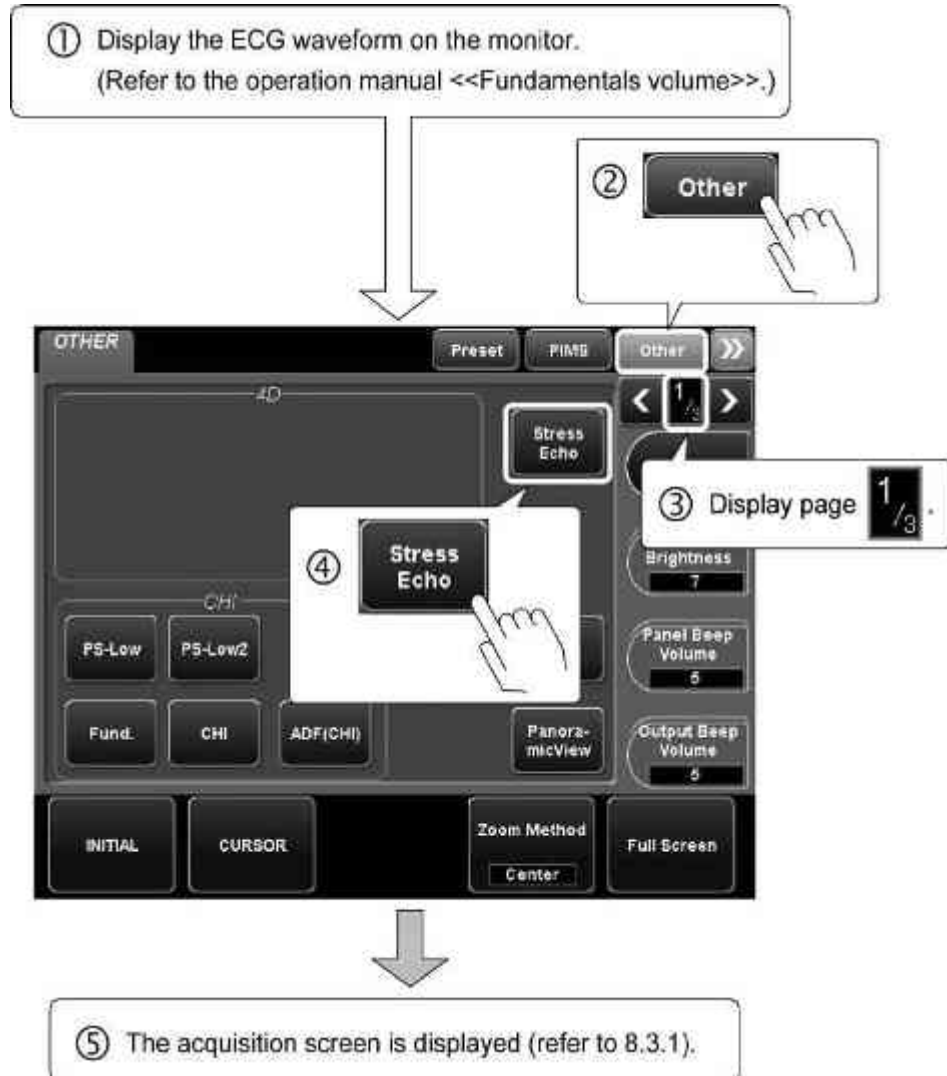 ① Display the ECG waveform on the monitor.
(Refer to the operation manual <<Fundamentals volume>>.)
② Other
OTHER
Preset
PIMS
Other
»
4D
< 1/3 >
Stress
Echo
③ Display page 1/3 .
④ Stress
Echo
Brightness
7
CHI
PS-Low
PS-Low2
Panel Beep
Volume
Fund.
CHI
ADF(CHI)
Panora-
micView
Output Beep
Volume
INITIAL
CURSOR
Zoom Method
Center
Full Screen
⑤ The acquisition screen is displayed (refer to 8.3.1).